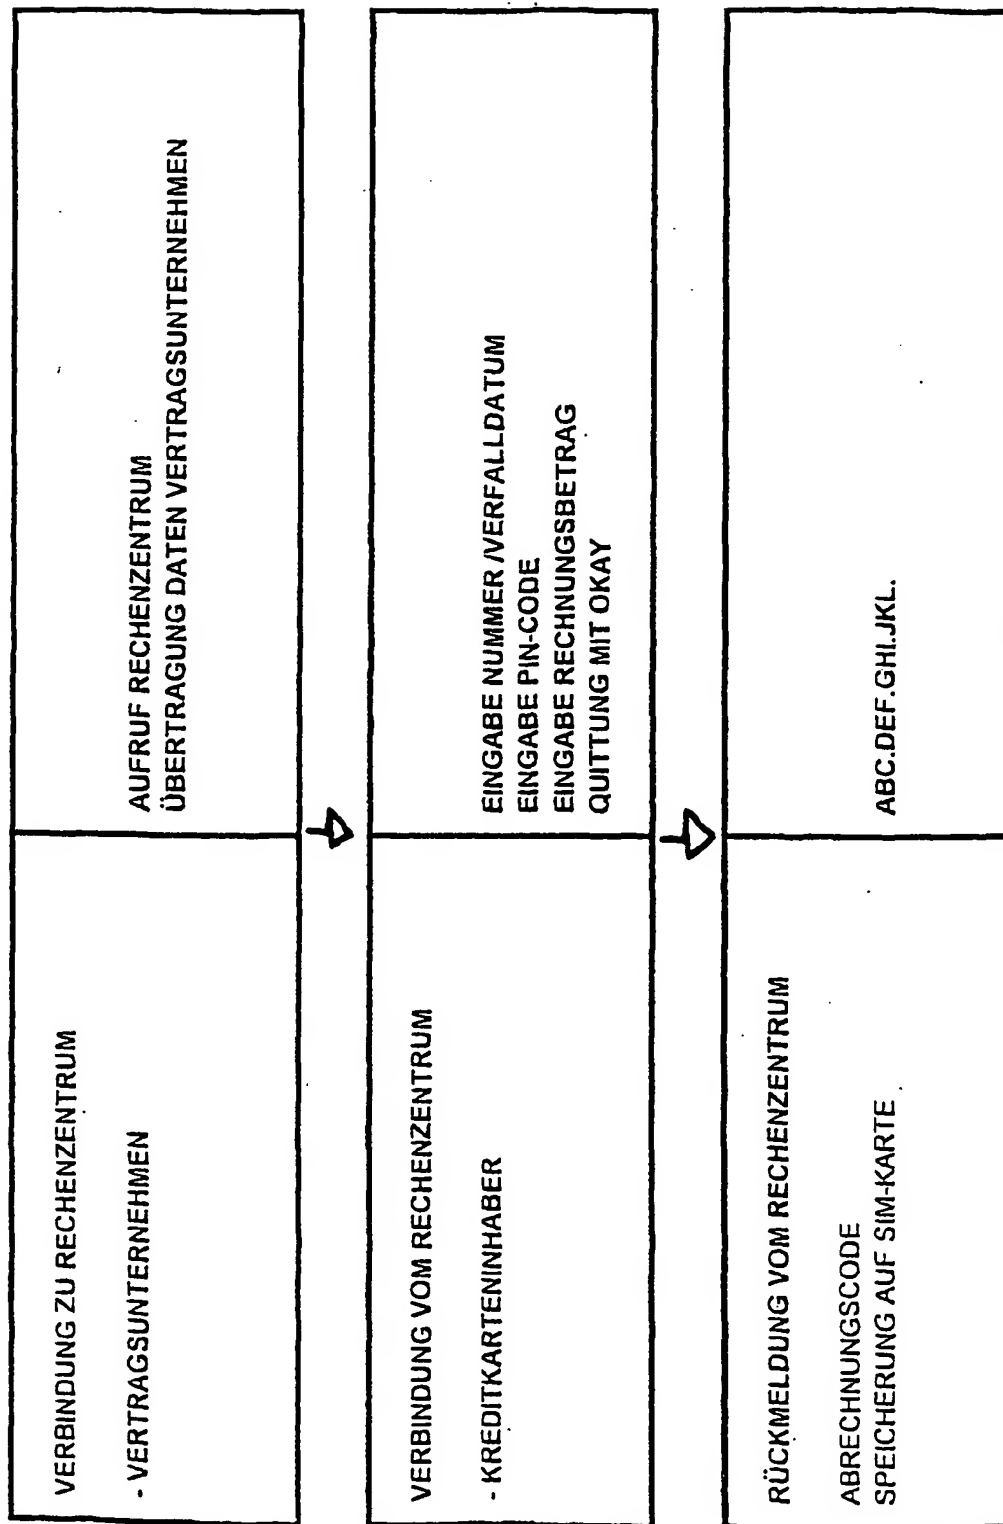 VERBINDUNG ZU RECHENZENTRUM
- VERTRAGSUNTERNEHMEN
AUFRUF RECHENZENTRUM
ÜBERTRAGUNG DATEN VERTRAGSUNTERNEHMEN
VERBINDUNG VOM RECHENZENTRUM
- KREDITKARTENINHABER
EINGABE NUMMER /VERFALLDATUM
EINGABE PIN-CODE
EINGABE RECHNUNGSBETRAG
QUITTUNG MIT OKAY
RÜCKMELDUNG VOM RECHENZENTRUM
ABRECHNUNGSCODE
SPEICHERUNG AUF SIM-KARTE
ABC.DEF.GHI.JKL.